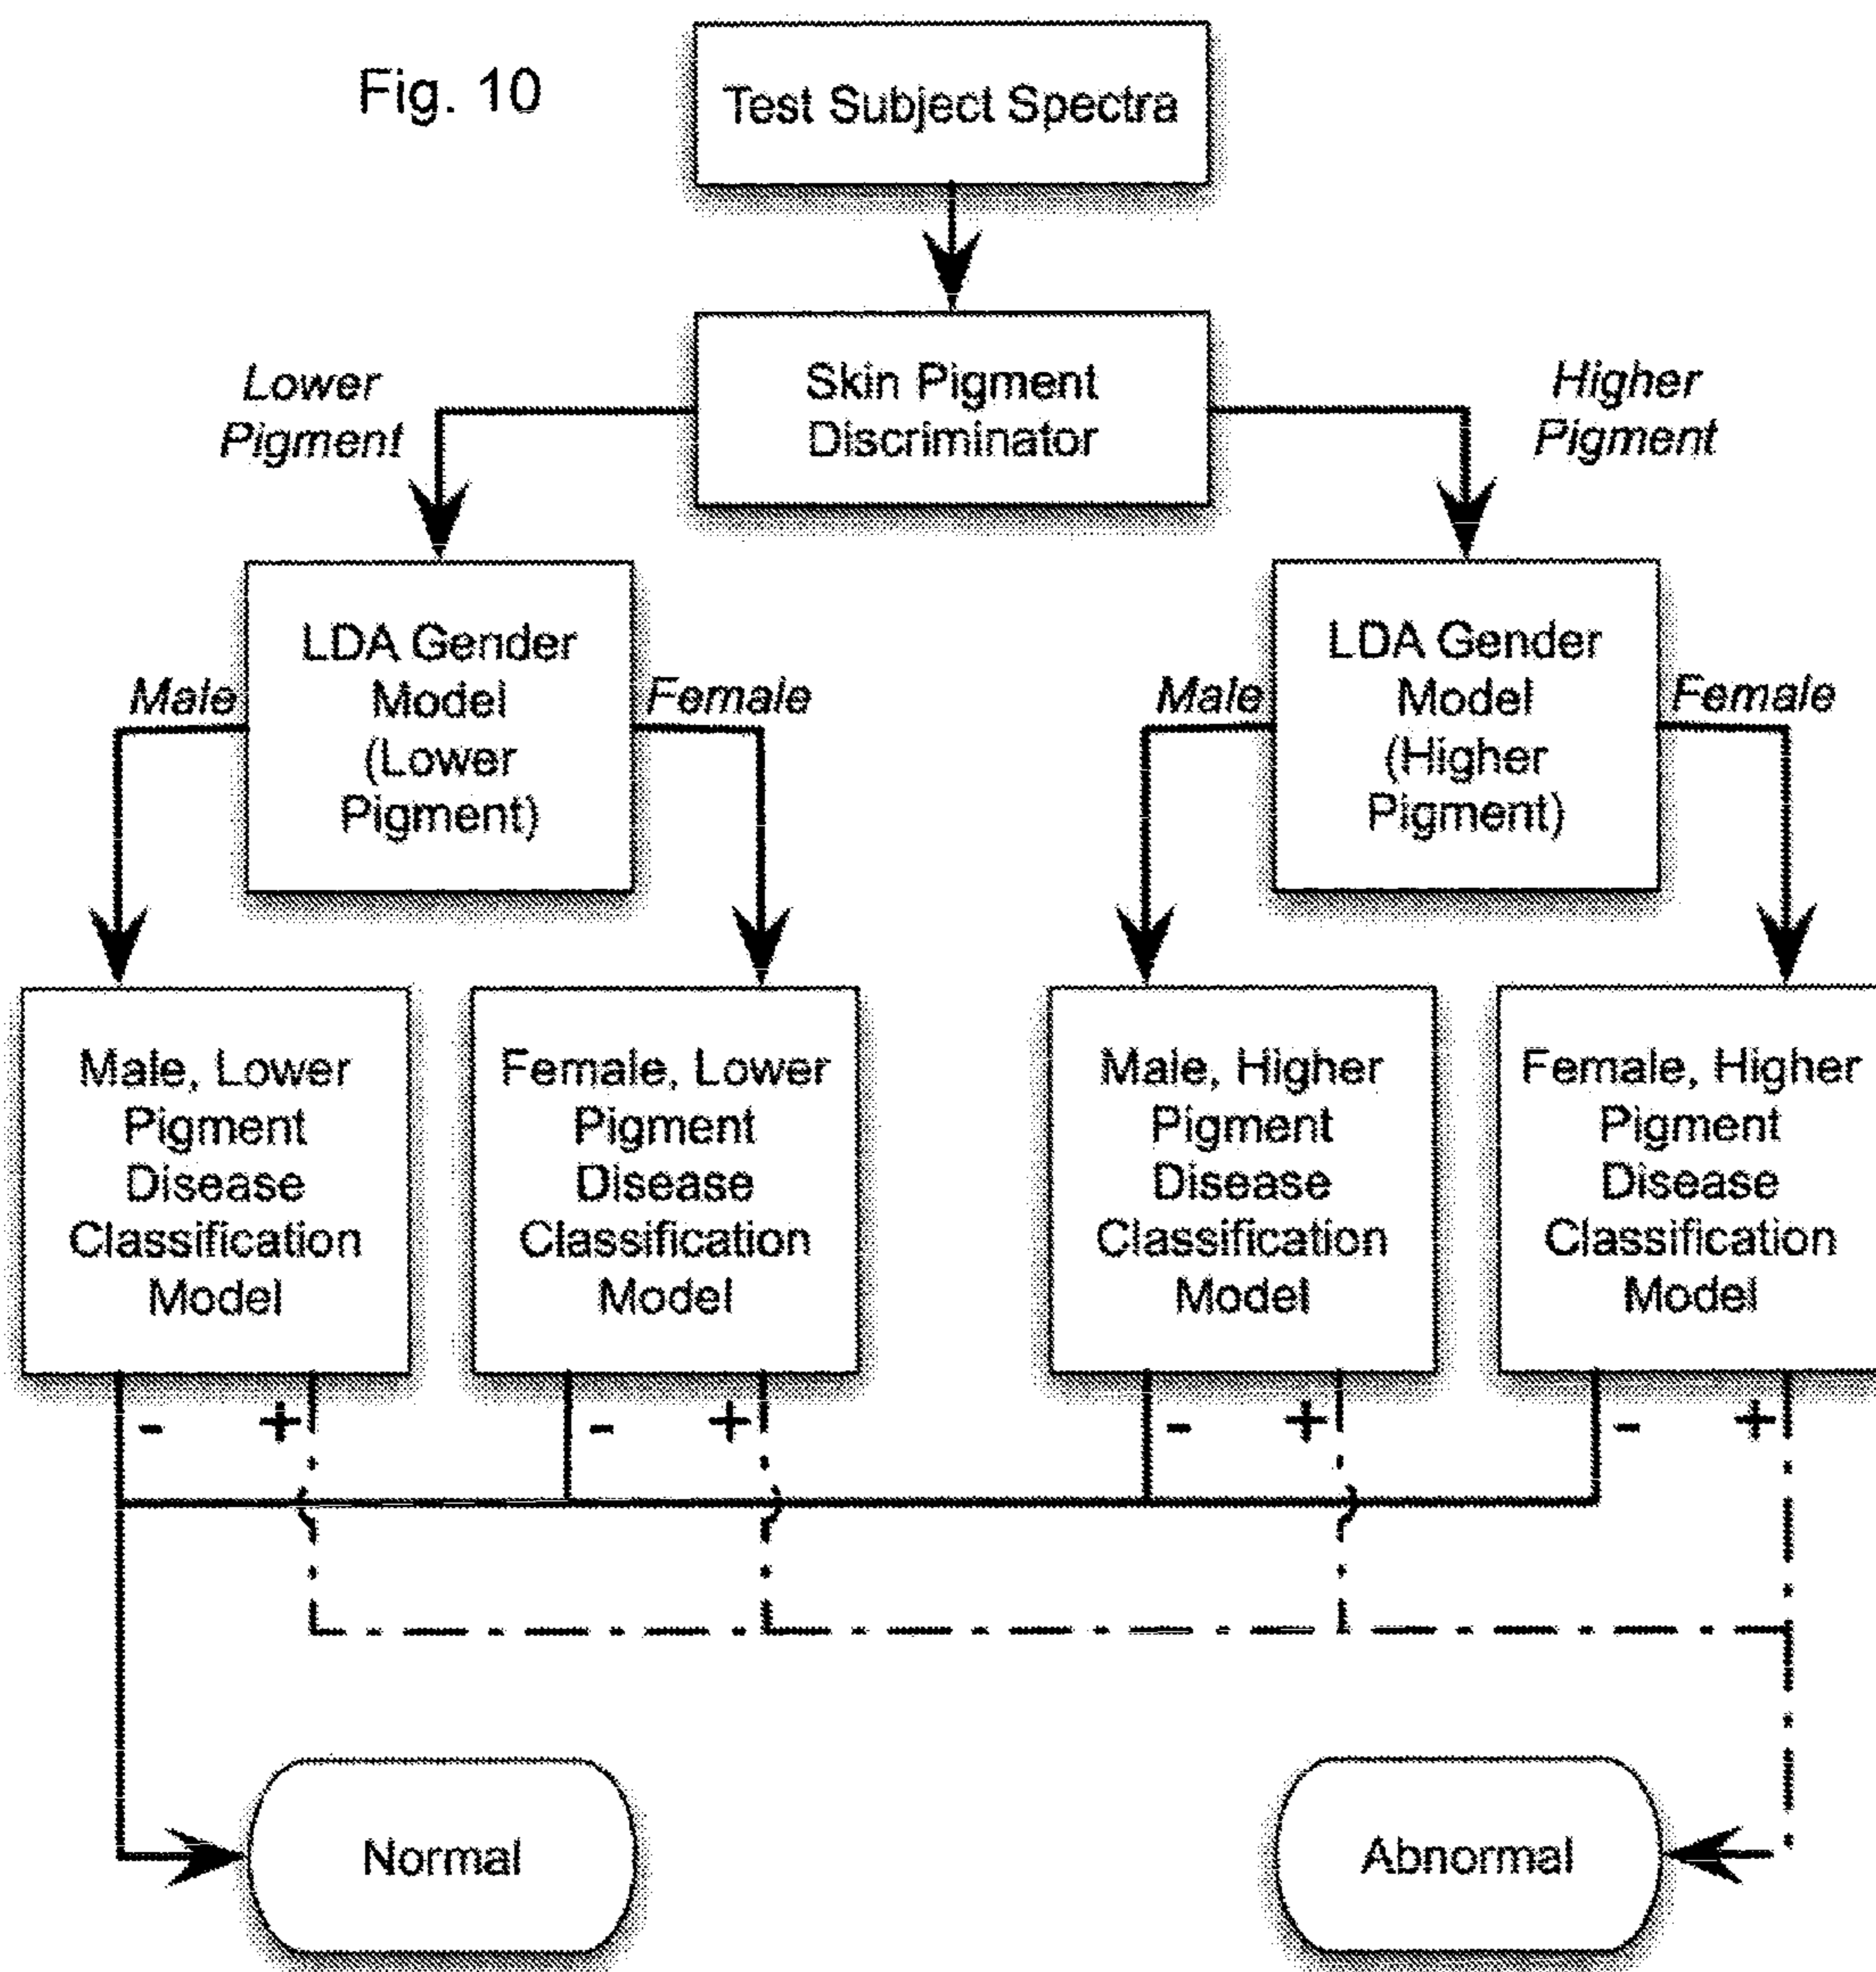 Fig. 10
Test Subject Spectra
Skin Pigment
Discriminator
Lower
Pigment
Higher
Pigment
LDA Gender
Model
(Lower
Pigment)
Male
Female
LDA Gender
Model
(Higher
Pigment)
Male
Female
Male, Lower
Pigment
Disease
Classification
Model
Female, Lower
Pigment
Disease
Classification
Model
Male, Higher
Pigment
Disease
Classification
Model
Female, Higher
Pigment
Disease
Classification
Model
- +
- +
- +
- +
Normal
Abnormal